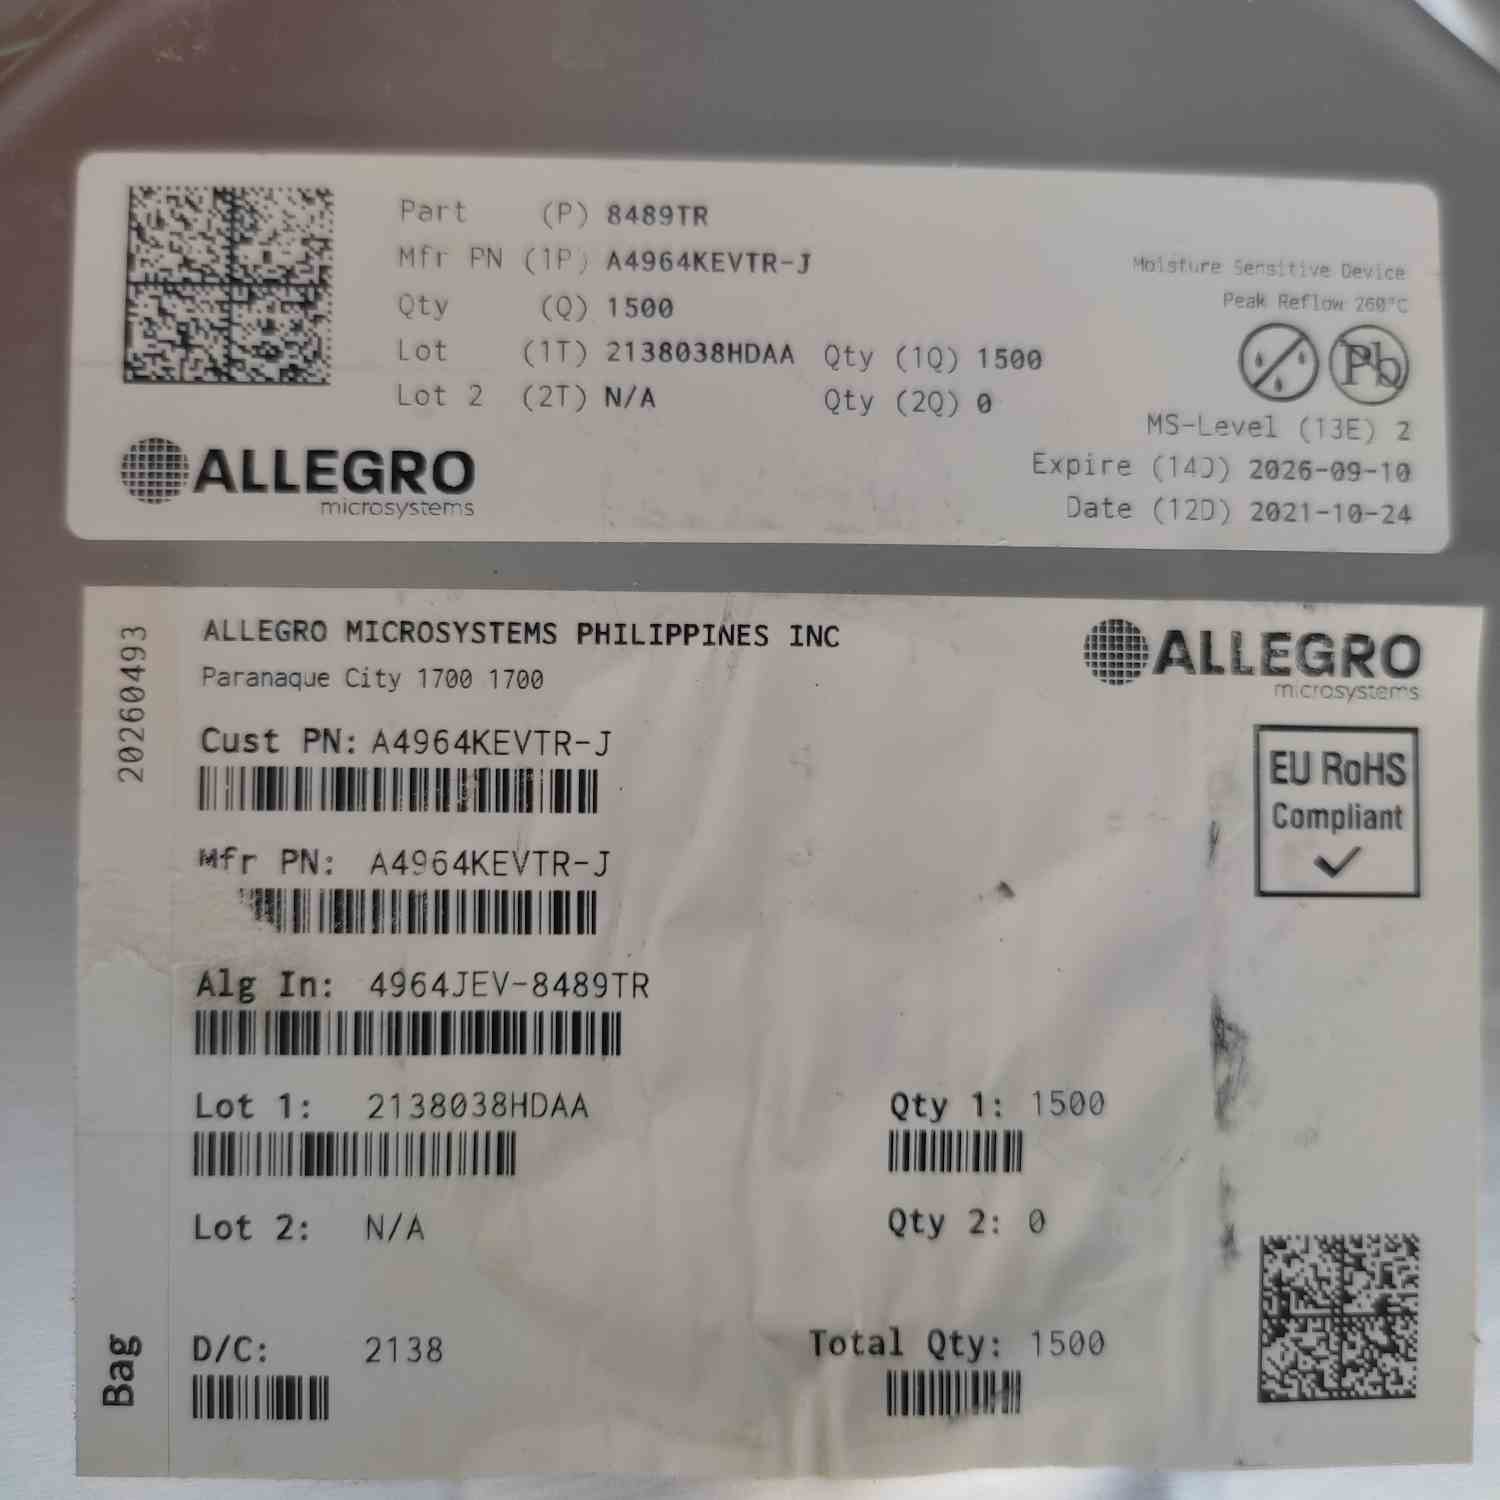 Part (P) 8489TR
Mfr PN (1P) A4964KEVTR-J
Qty (Q) 1500
Lot (1T) 2138038HDAA Qty (1Q) 1500
Lot 2 (2T) N/A Qty (2Q) 0
ALLEGRO
microsystems
Moisture Sensitive Device
Peak Reflow 260°C
Pb
MS-Level (13E) 2
Expire (14D) 2026-09-10
Date (12D) 2021-10-24
20260493
ALLEGRO MICROSYSTEMS PHILIPPINES INC
Paranaque City 1700 1700
ALLEGRO
microsystems
Cust PN: A4964KEVTR-J
EU RoHS
Compliant
Mfr PN: A4964KEVTR-J
Alg In: 4964JEV-8489TR
Lot 1: 2138038HDAA Qty 1: 1500
Lot 2: N/A Qty 2: 0
Bag
D/C: 2138 Total Qty: 1500